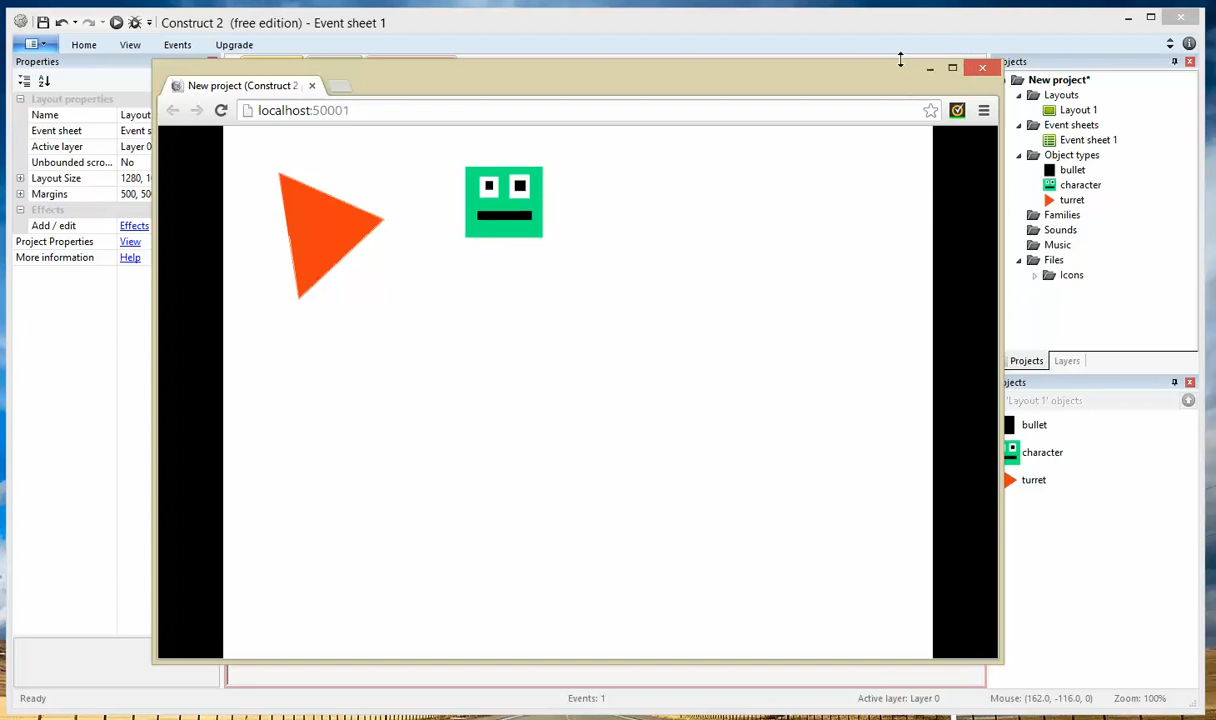 Construct 2 (free edition) - Event sheet 1
Home View Events Upgrade
Properties
Layout properties
Name Layout
Event sheet Event s
Active layer Layer 0
Unbounded scro... No
Layout Size 1280, 1
Margins 500, 50
Effects
Add / edit Effects
Project Properties View
More information Help
New project (Construct 2
localhost:50001
ojects
New project*
Layouts
Layout 1
Event sheets
Event sheet 1
Object types
bullet
character
turret
Families
Sounds
Music
Files
Icons
Projects Layers
ojects
'Layout 1' objects
bullet
character
turret
Ready Events: 1 Active layer: Layer 0 Mouse: (162.0, -116.0, 0) Zoom: 100%